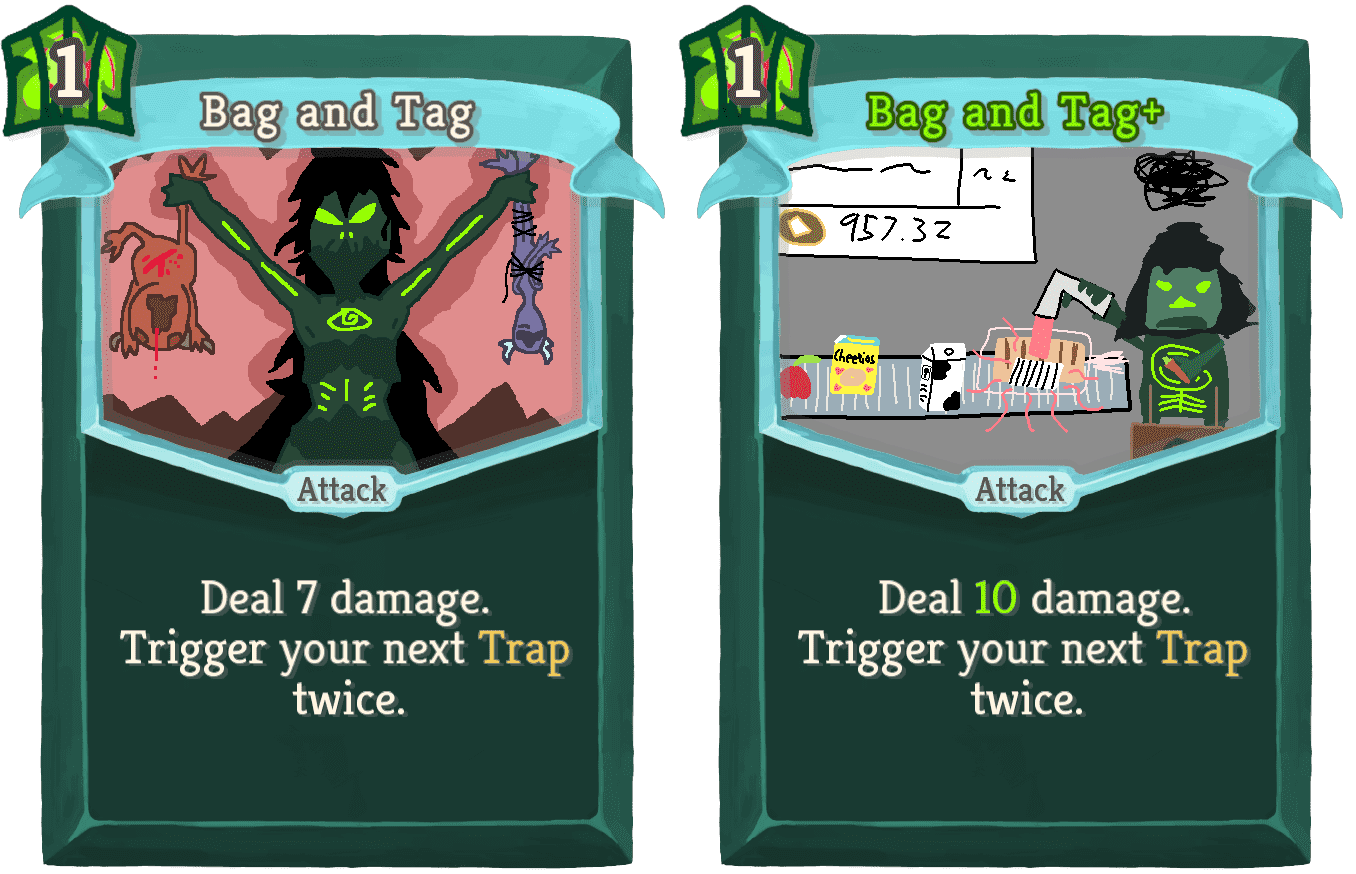 1
Bag and Tag
Attack
Deal 7 damage.
Trigger your next Trap
twice.
1
Bag and Tag+
957.32
Cheetios
Attack
Deal 10 damage.
Trigger your next Trap
twice.